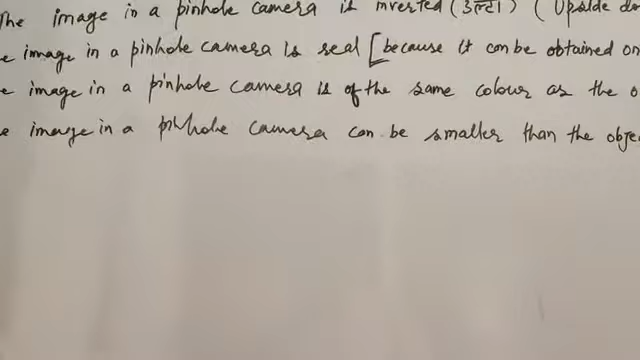 The image in a pinhole camera is inverted (उल्टा) (Upside do
e image in a pinhole camera is real [because it can be obtained on
e image in a pinhole camera is of the same colour as the o
e image in a pinhole camera can be smaller than the obje